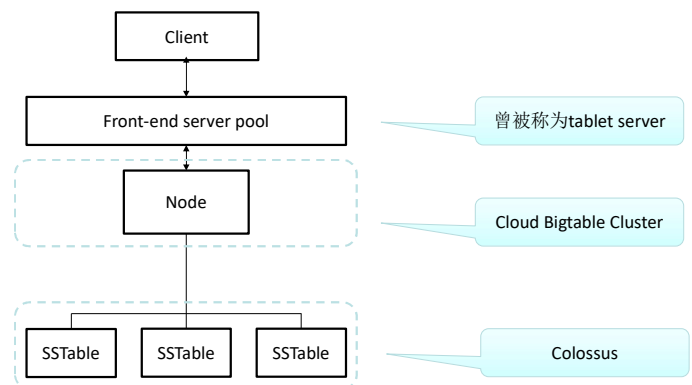 Client
Front-end server pool
曾被称为tablet server
Node
Cloud Bigtable Cluster
SSTable
SSTable
SSTable
Colossus